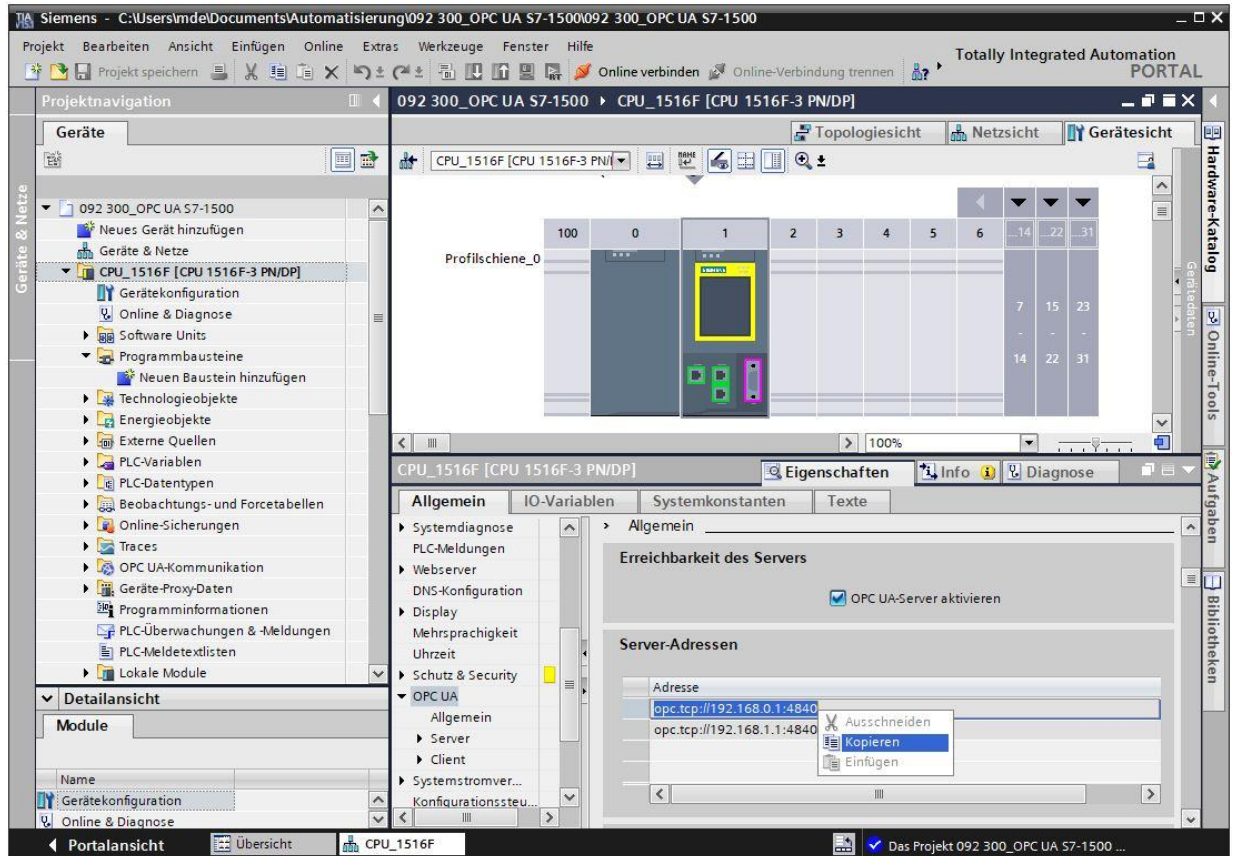 Siemens - C:\Users\mde\Documents\Automatisierung\092 300_OPC UA S7-1500\092 300_OPC UA S7-1500
Projekt Bearbeiten Ansicht Einfügen Online Extras Werkzeuge Fenster Hilfe
Totally Integrated Automation
PORTAL
Projekt speichern
Online verbinden
Online-Verbindung trennen
Projektnavigation
092 300_OPC UA S7-1500 CPU_1516F [CPU 1516F-3 PN/DP]
Geräte
Topologiesicht
Netzsicht
Gerätesicht
CPU_1516F [CPU 1516F-3 PN/
Geräte & Netze
092 300_OPC UA S7-1500
Neues Gerät hinzufügen
Geräte & Netze
CPU_1516F [CPU 1516F-3 PN/DP]
Gerätekonfiguration
Online & Diagnose
Software Units
Programmbausteine
Neuen Baustein hinzufügen
Technologieobjekte
Energieobjekte
Externe Quellen
PLC-Variablen
PLC-Datentypen
Beobachtungs- und Forcetabellen
Online-Sicherungen
Traces
OPC UA-Kommunikation
Geräte-Proxy-Daten
Programminformationen
PLC-Überwachungen & -Meldungen
PLC-Meldetextlisten
Lokale Module
Detailansicht
Module
Name
Gerätekonfiguration
Online & Diagnose
100 0 1 2 3 4 5 6 ...14 ...22 ...31
Profilschiene_0
SIEMENS
7 15 23
- - -
14 22 31
100%
Gerätedaten
CPU_1516F [CPU 1516F-3 PN/DP]
Eigenschaften
Info
Diagnose
Allgemein
IO-Variablen
Systemkonstanten
Texte
Systemdiagnose
PLC-Meldungen
Webserver
DNS-Konfiguration
Display
Mehrsprachigkeit
Uhrzeit
Schutz & Security
OPC UA
Allgemein
Server
Client
Systemstromver...
Konfigurationssteu...
Allgemein
Erreichbarkeit des Servers
OPC UA-Server aktivieren
Server-Adressen
Adresse
opc.tcp://192.168.0.1:4840
opc.tcp://192.168.1.1:4840
Ausschneiden
Kopieren
Einfügen
Hardware-Katalog
Online-Tools
Aufgaben
Bibliotheken
Portalansicht
Übersicht
CPU_1516F
Das Projekt 092 300_OPC UA S7-1500 ...